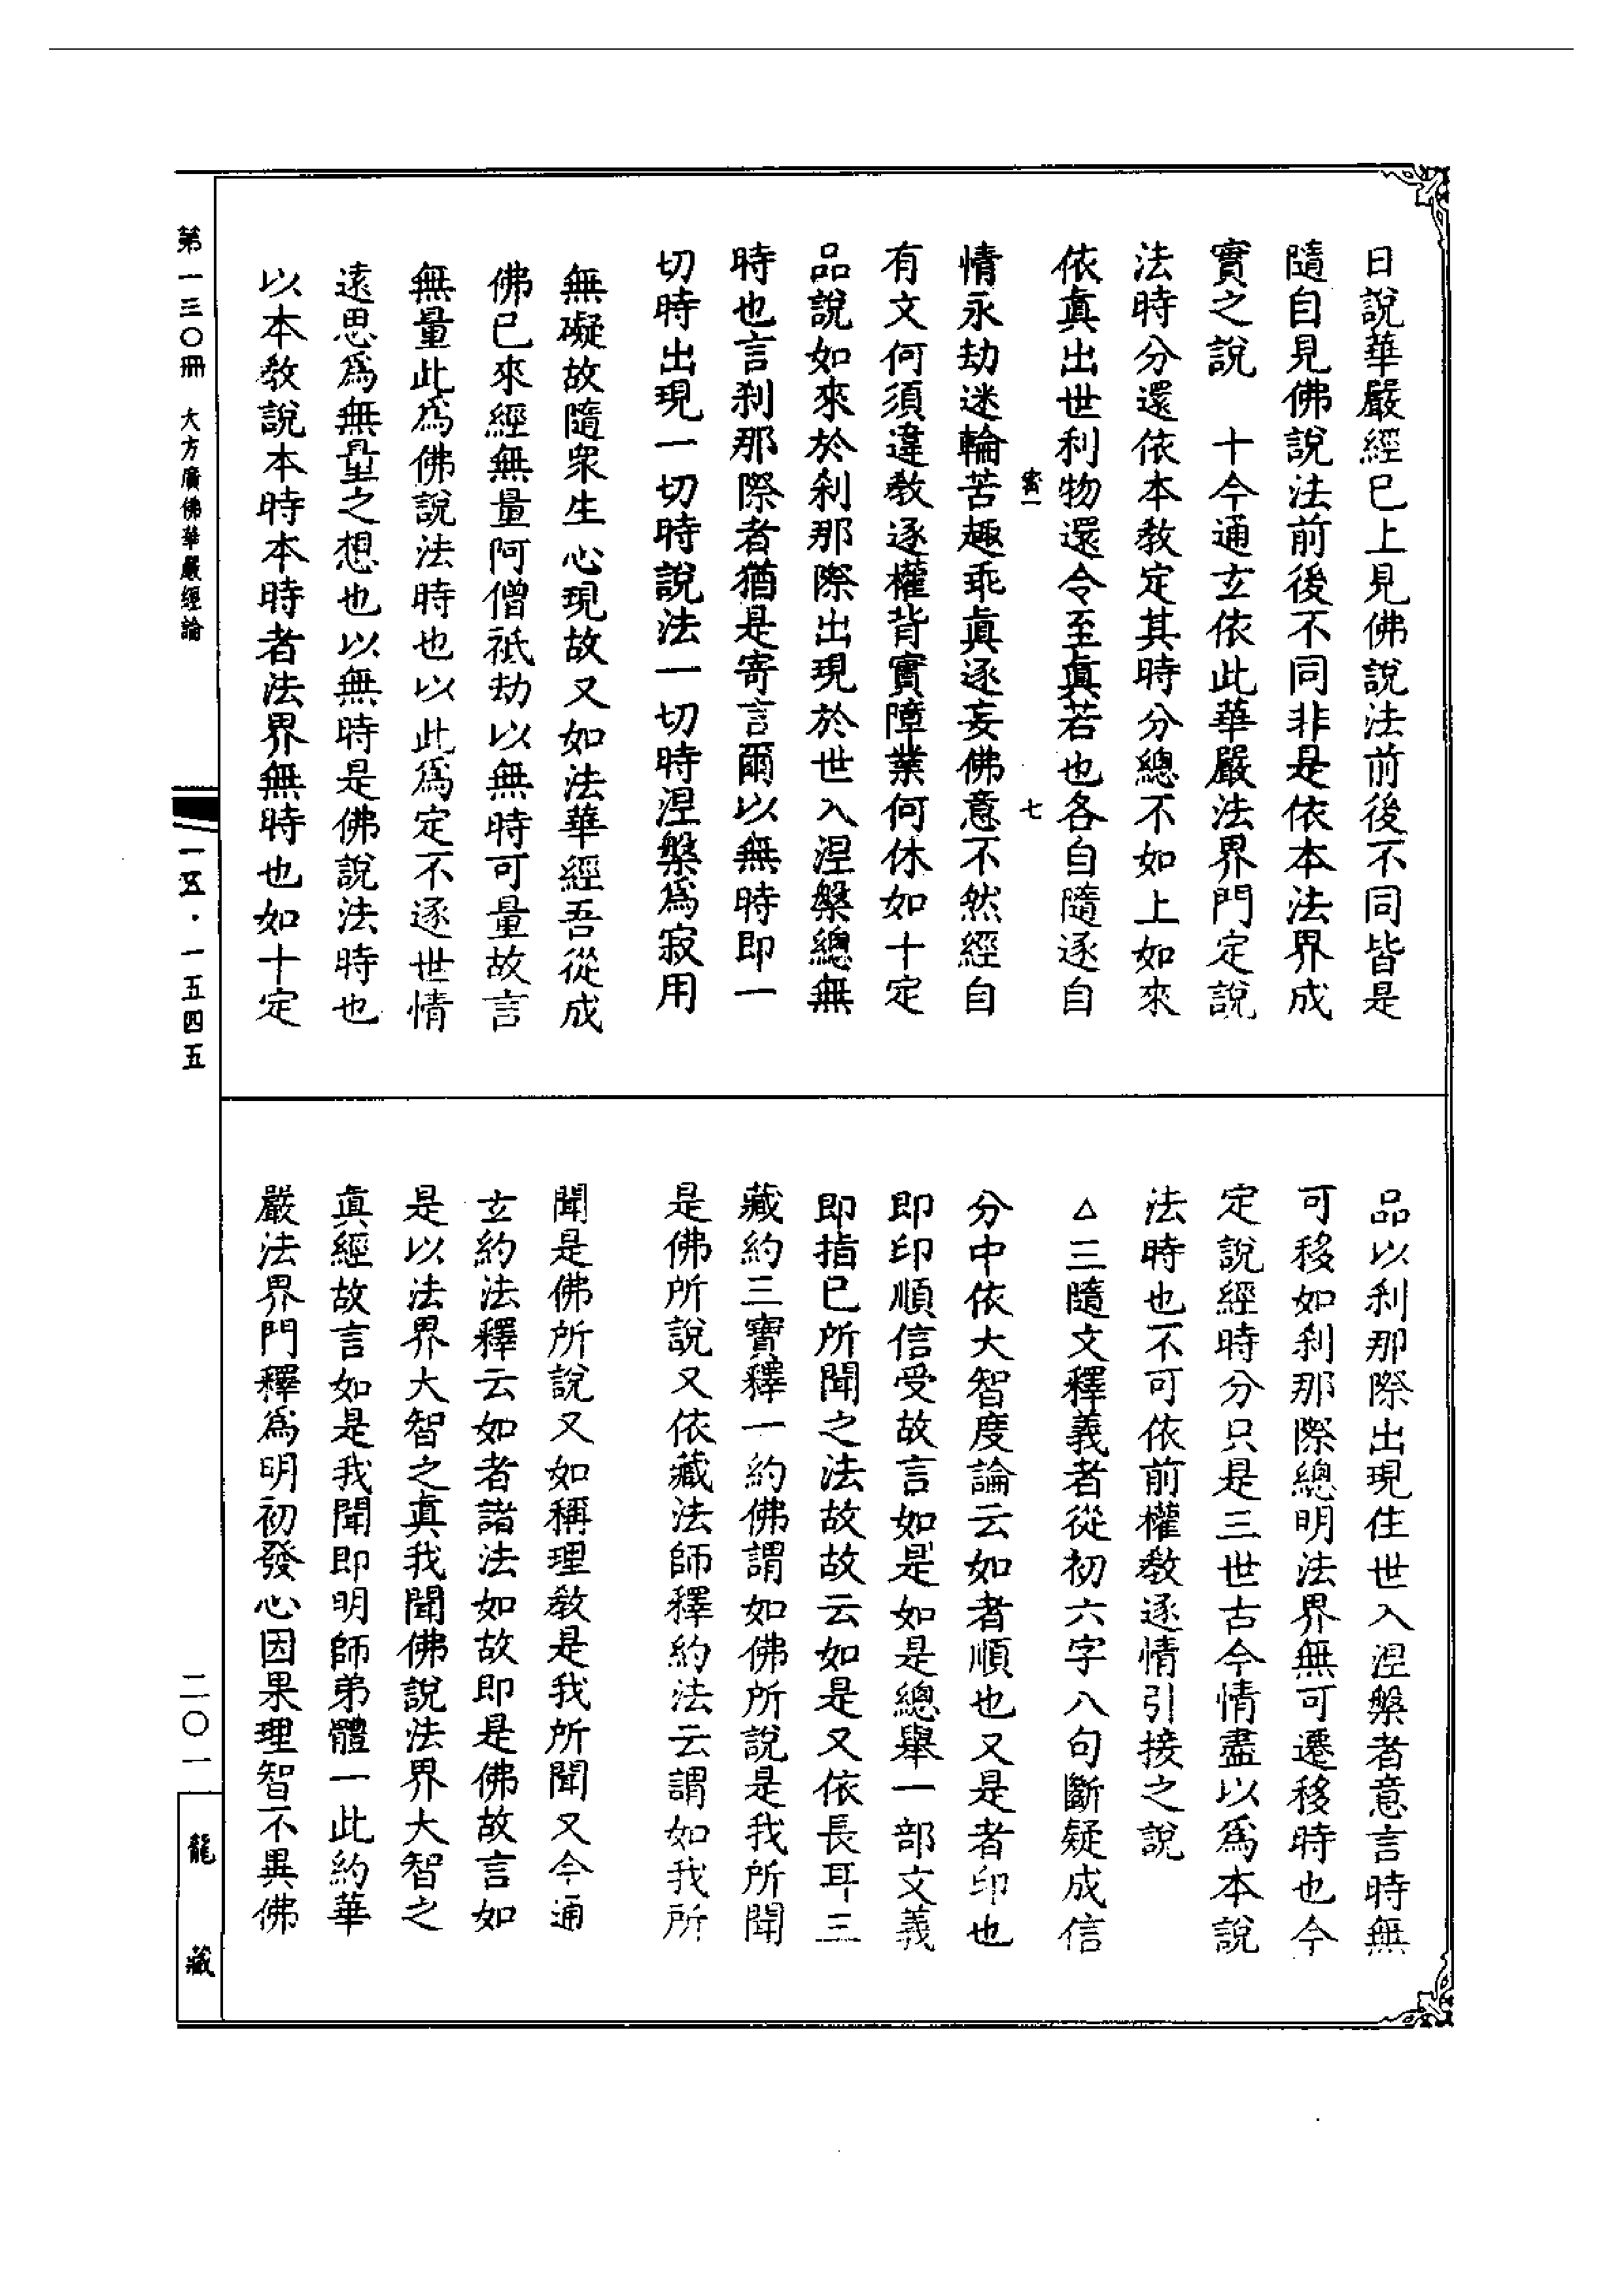 日說華嚴經已上見佛說法前後不同皆是
隨自見佛說法前後不同非是依本法界成
實之說　十今通玄依此華嚴法界門定說
法時分還依本教定其時分總不如上如來
依眞出世利物還令至眞若也各自隨逐自
七
情永劫迷輪苦趣乖眞逐妄佛意不然經自
有文何須違教逐權背實障業何休如十定
品說如來於剎那際出現於世入涅槃總無
時也言剎那際者猶是寄言爾以無時即一
切時出現一切時說法一切時涅槃爲寂用
無礙故隨衆生心現故又如法華經吾從成
佛已來經無量阿僧祇劫以無時可量故言
無量此爲佛說法時也以此爲定不逐世情
遠思爲無量之想也以無時是佛說法時也
以本教說本時本時者法界無時也如十定
品以剎那際出現住世入涅槃者意言時無
可移如剎那際總明法界無可遷移時也今
定說經時分只是三世古今情盡以爲本說
法時也不可依前權教逐情引接之說
△三隨文釋義者從初六字八句斷疑成信
分中依大智度論云如者順也又是者印也
即印順信受故言如是如是總舉一部文義
即指已所聞之法故故云如是又依長耳三
藏約三寶釋一約佛謂如佛所說是我所聞
是佛所說又依藏法師釋約法云謂如我所
聞是佛所說又如稱理教是我所聞又今通
玄約法釋云如者諸法如故即是佛故言如
是以法界大智之眞我聞佛說法界大智之
眞經故言如是我聞即明師弟體一此約華
嚴法界門釋爲明初發心因果理智不異佛
第一三〇冊　大方廣佛華嚴經論
一五・一五四五
二〇一
龍藏